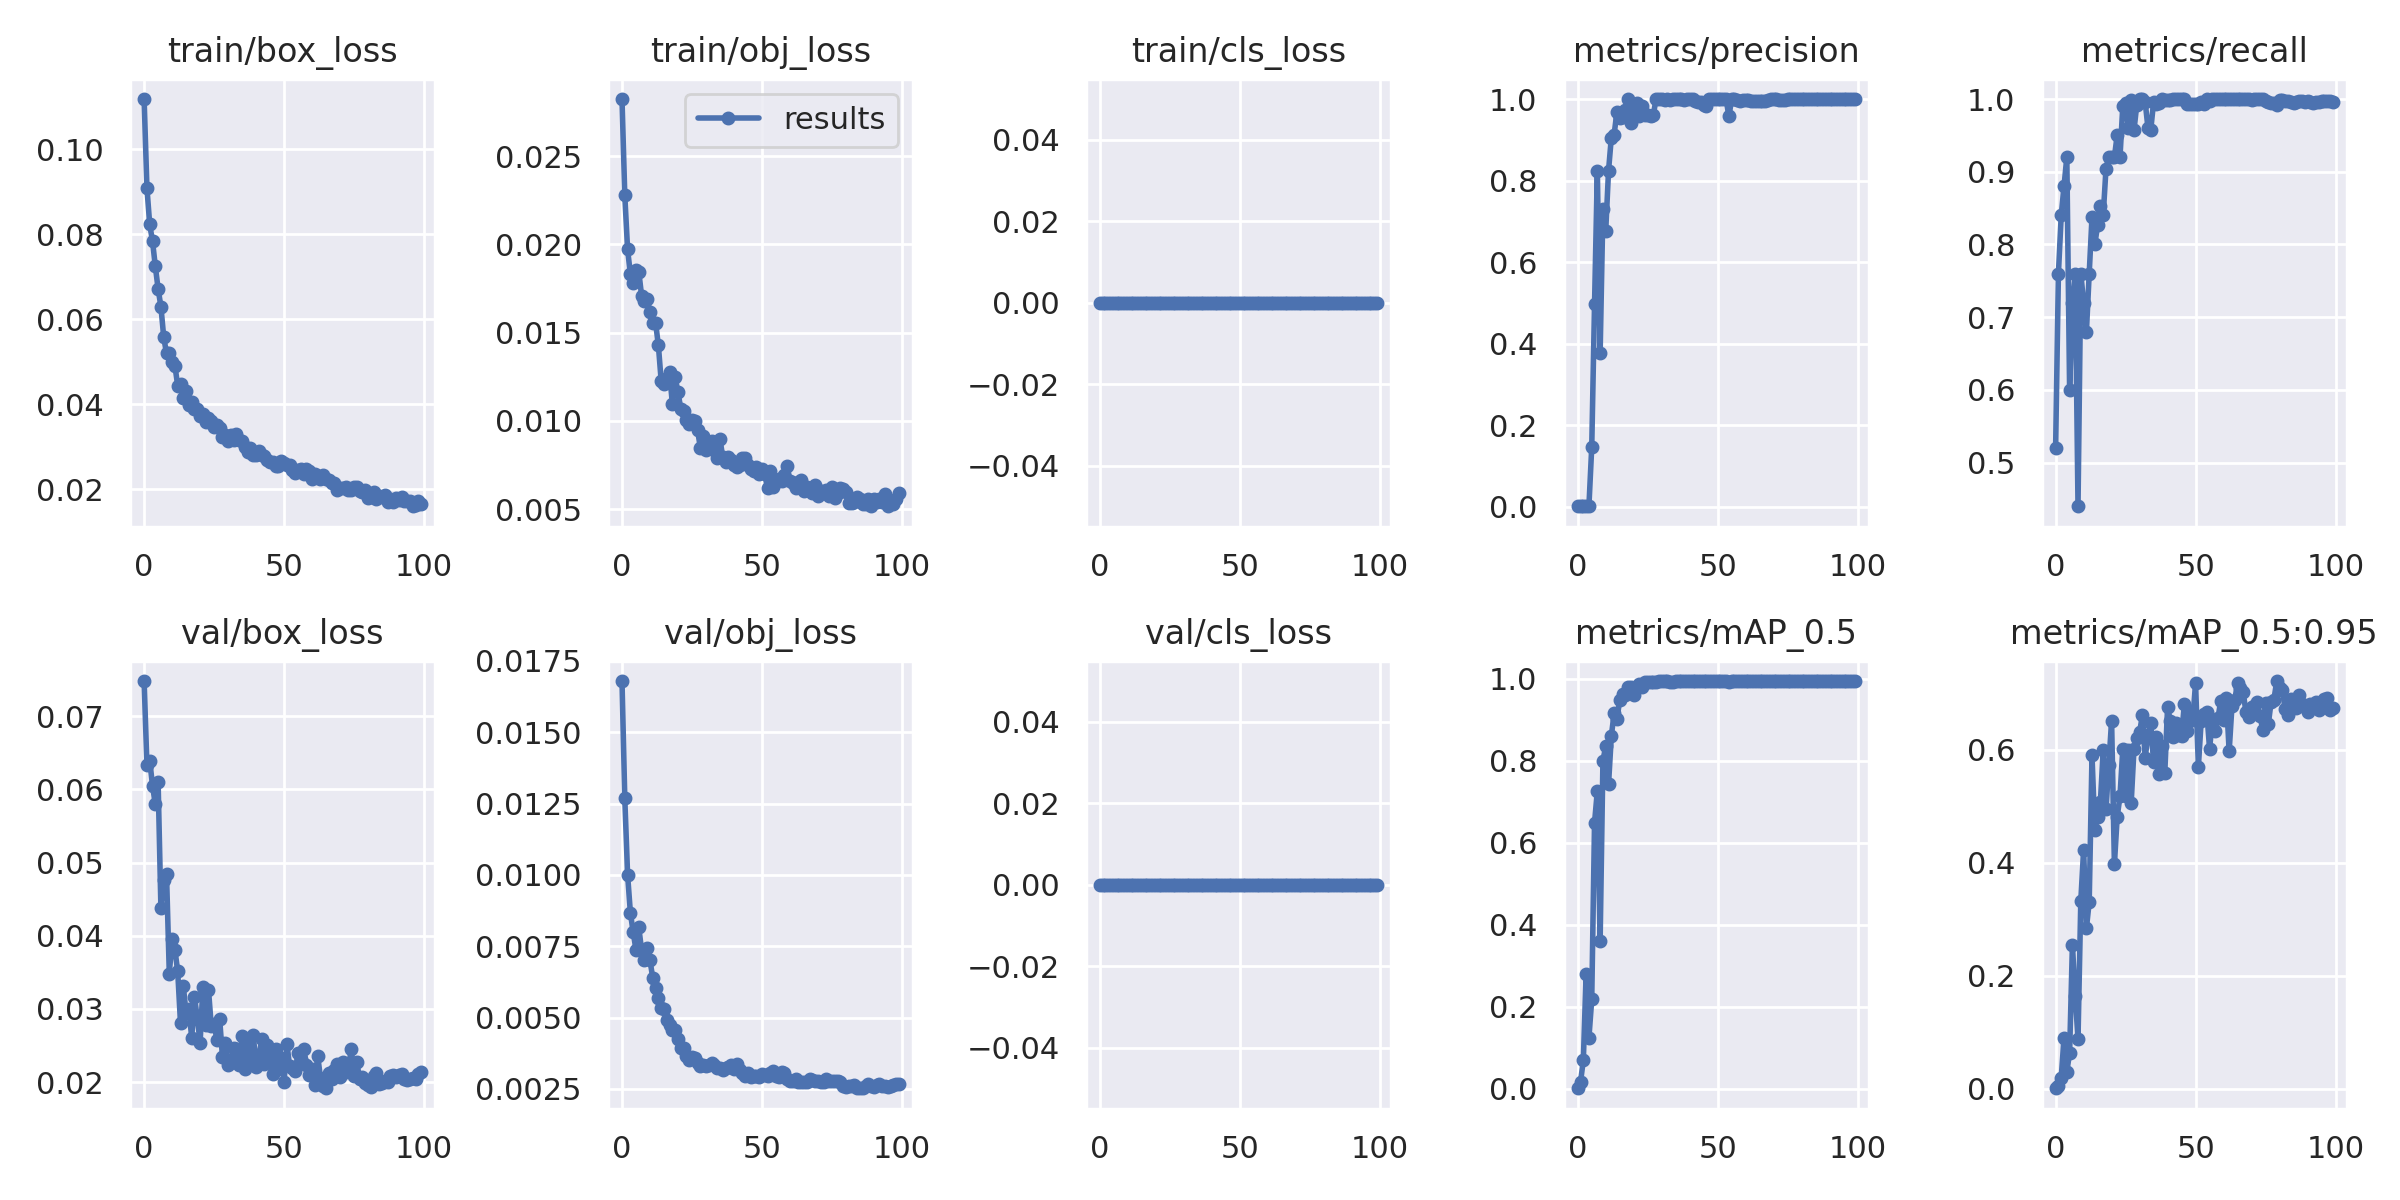 train/box_loss
0.10
0.08
0.06
0.04
0.02
0 50 100
train/obj_loss
results
0.025
0.020
0.015
0.010
0.005
0 50 100
train/cls_loss
0.04
0.02
0.00
−0.02
−0.04
0 50 100
metrics/precision
1.0
0.8
0.6
0.4
0.2
0.0
0 50 100
metrics/recall
1.0
0.9
0.8
0.7
0.6
0.5
0 50 100
val/box_loss
0.07
0.06
0.05
0.04
0.03
0.02
0 50 100
val/obj_loss
0.0175
0.0150
0.0125
0.0100
0.0075
0.0050
0.0025
0 50 100
val/cls_loss
0.04
0.02
0.00
−0.02
−0.04
0 50 100
metrics/mAP_0.5
1.0
0.8
0.6
0.4
0.2
0.0
0 50 100
metrics/mAP_0.5:0.95
0.6
0.4
0.2
0.0
0 50 100